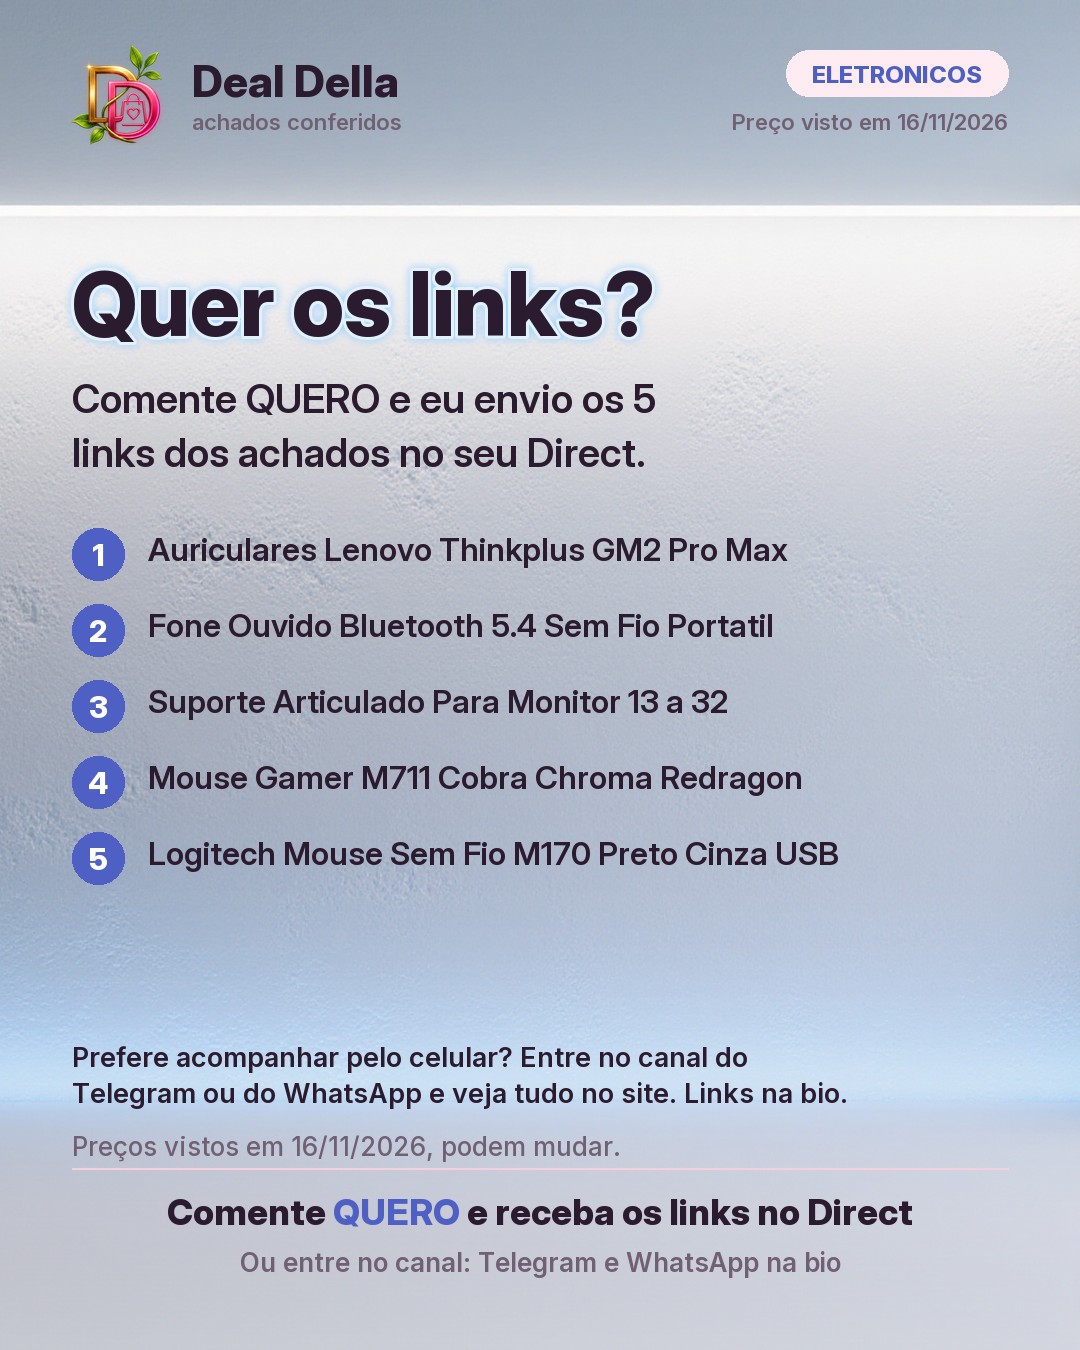 Deal Della
achados conferidos
ELETRONICOS
Preço visto em 16/11/2026
Quer os links?
Comente QUERO e eu envio os 5
links dos achados no seu Direct.
1 Auriculares Lenovo Thinkplus GM2 Pro Max
2 Fone Ouvido Bluetooth 5.4 Sem Fio Portatil
3 Suporte Articulado Para Monitor 13 a 32
4 Mouse Gamer M711 Cobra Chroma Redragon
5 Logitech Mouse Sem Fio M170 Preto Cinza USB
Prefere acompanhar pelo celular? Entre no canal do
Telegram ou do WhatsApp e veja tudo no site. Links na bio.
Preços vistos em 16/11/2026, podem mudar.
Comente QUERO e receba os links no Direct
Ou entre no canal: Telegram e WhatsApp na bio